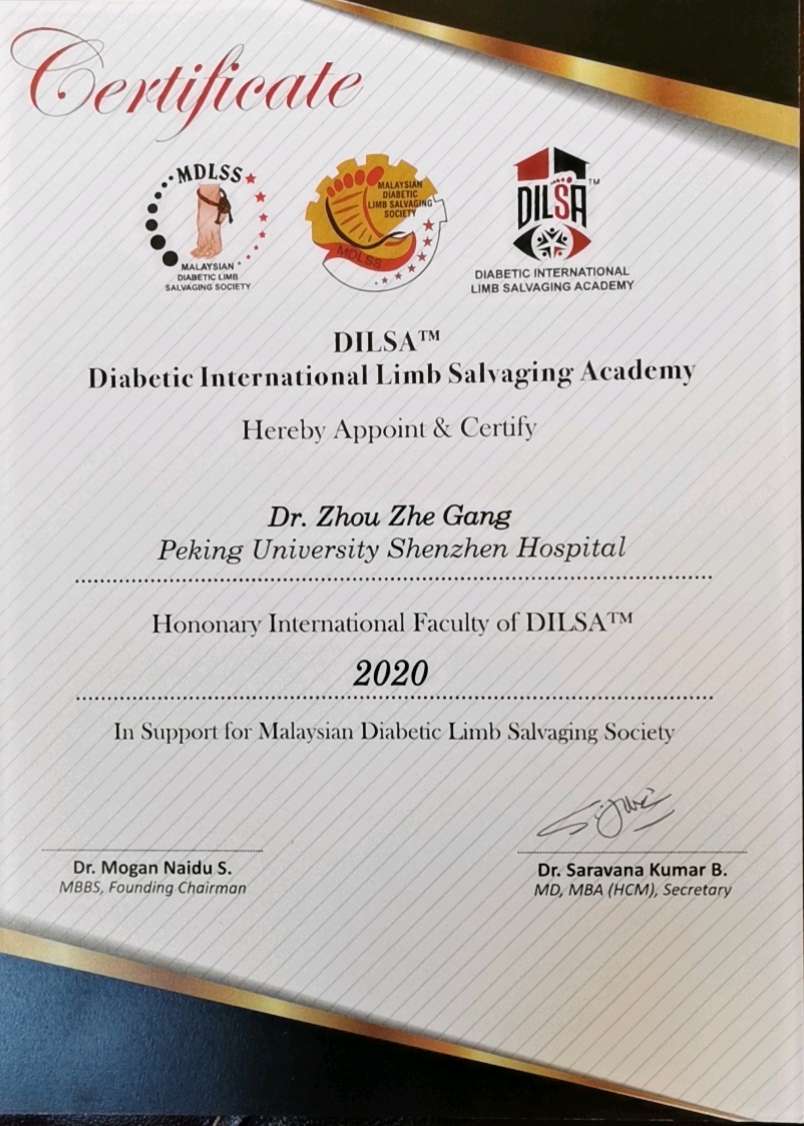 Certificate
MDLSS
MALAYSIAN
DIABETIC LIMB
SALVAGING SOCIETY
MALAYSIAN
DIABETIC
LIMB SALVAGING
SOCIETY
MDLSS
DILSA™
DIABETIC INTERNATIONAL
LIMB SALVAGING ACADEMY
DILSA™
Diabetic International Limb Salvaging Academy
Hereby Appoint & Certify
Dr. Zhou Zhe Gang
Peking University Shenzhen Hospital
Hononary International Faculty of DILSA™
2020
In Support for Malaysian Diabetic Limb Salvaging Society
Dr. Mogan Naidu S.
MBBS, Founding Chairman
Dr. Saravana Kumar B.
MD, MBA (HCM), Secretary